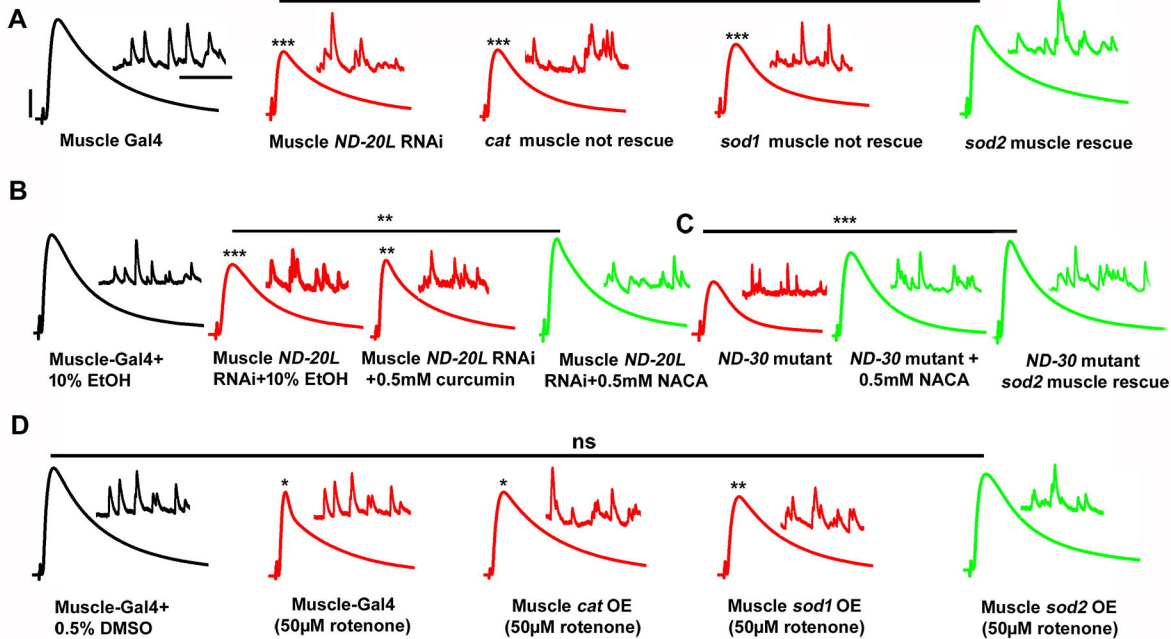 A
***
***
***
Muscle Gal4
Muscle ND-20L RNAi
cat muscle not rescue
sod1 muscle not rescue
sod2 muscle rescue
B
**
C
***
***
**
Muscle-Gal4+
10% EtOH
Muscle ND-20L
RNAi+10% EtOH
Muscle ND-20L RNAi
+0.5mM curcumin
Muscle ND-20L
RNAi+0.5mM NACA
ND-30 mutant
ND-30 mutant +
0.5mM NACA
ND-30 mutant
sod2 muscle rescue
D
ns
*
*
**
Muscle-Gal4+
0.5% DMSO
Muscle-Gal4
(50µM rotenone)
Muscle cat OE
(50µM rotenone)
Muscle sod1 OE
(50µM rotenone)
Muscle sod2 OE
(50µM rotenone)